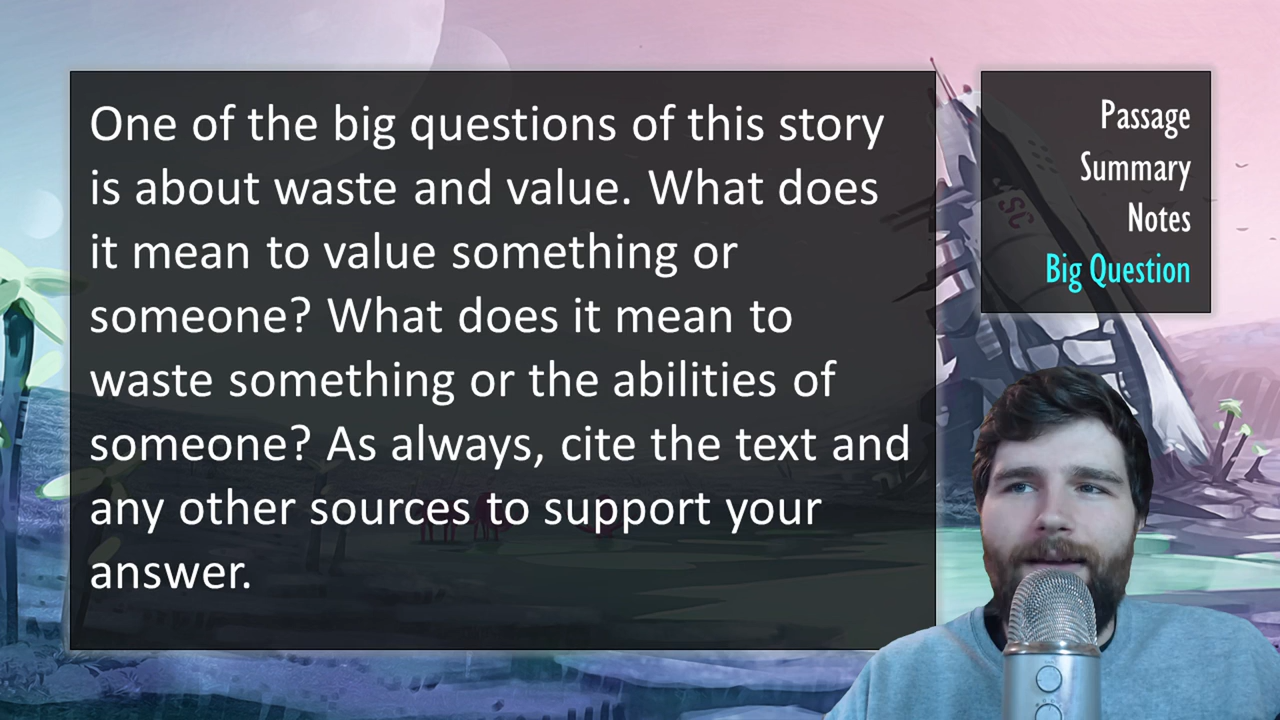 One of the big questions of this story
is about waste and value. What does
it mean to value something or
someone? What does it mean to
waste something or the abilities of
someone? As always, cite the text and
any other sources to support your
answer.
Passage
Summary
Notes
Big Question